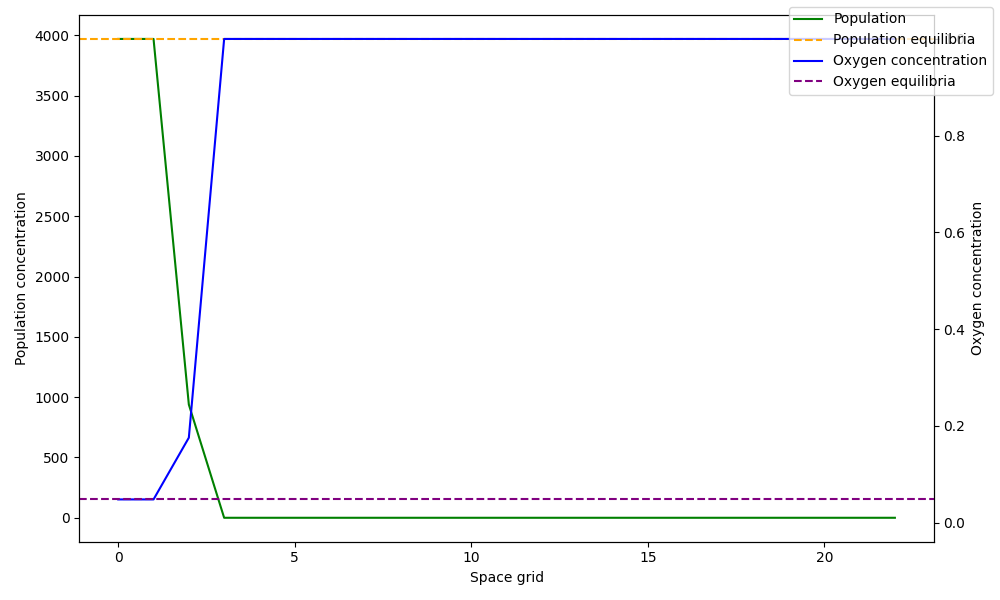 Population
Population equilibria
Oxygen concentration
Oxygen equilibria
4000
3500
3000
2500
2000
1500
1000
500
0
Population concentration
0.8
0.6
0.4
0.2
0.0
Oxygen concentration
0
5
10
15
20
Space grid